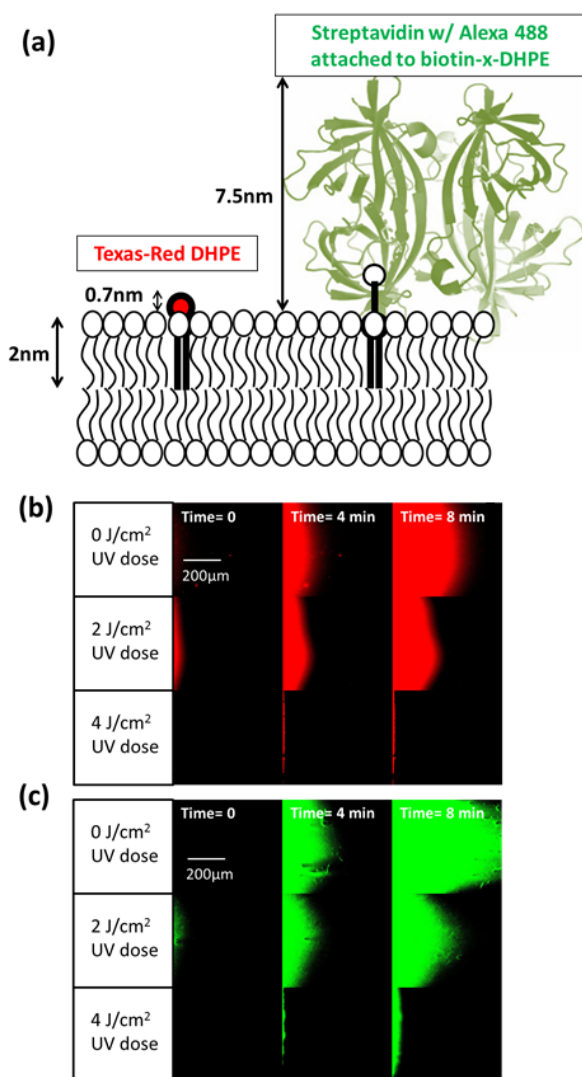 (a)
Streptavidin w/ Alexa 488
attached to biotin-x-DHPE
7.5nm
Texas-Red DHPE
0.7nm
2nm
(b)
0 J/cm²
UV dose
Time= 0
Time= 4 min
Time= 8 min
200μm
2 J/cm²
UV dose
4 J/cm²
UV dose
(c)
0 J/cm²
UV dose
Time= 0
Time= 4 min
Time= 8 min
200μm
2 J/cm²
UV dose
4 J/cm²
UV dose